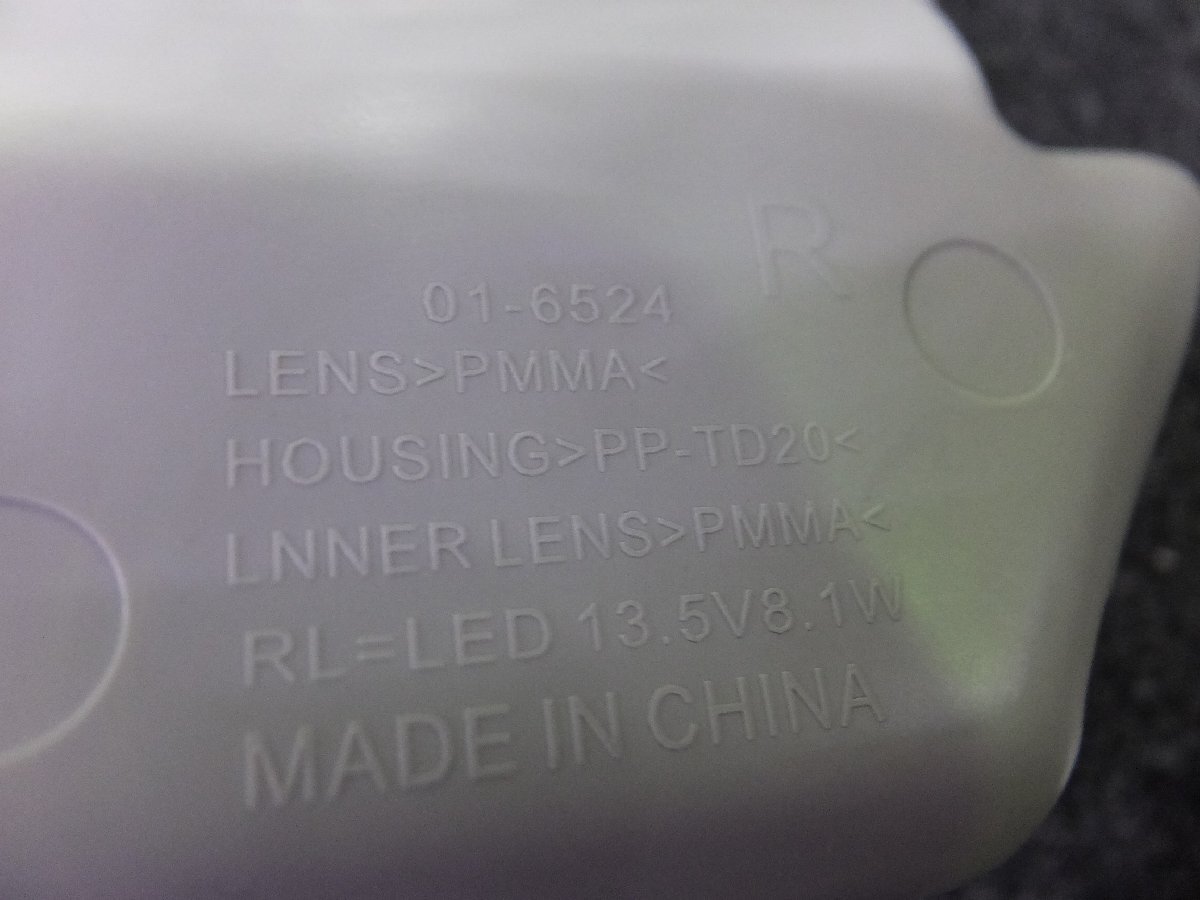 R
01-6524
LENS>PMMA<
HOUSING>PP-TD20<
LNNER LENS>PMMA<
RL=LED 13.5V8.1W
MADE IN CHINA